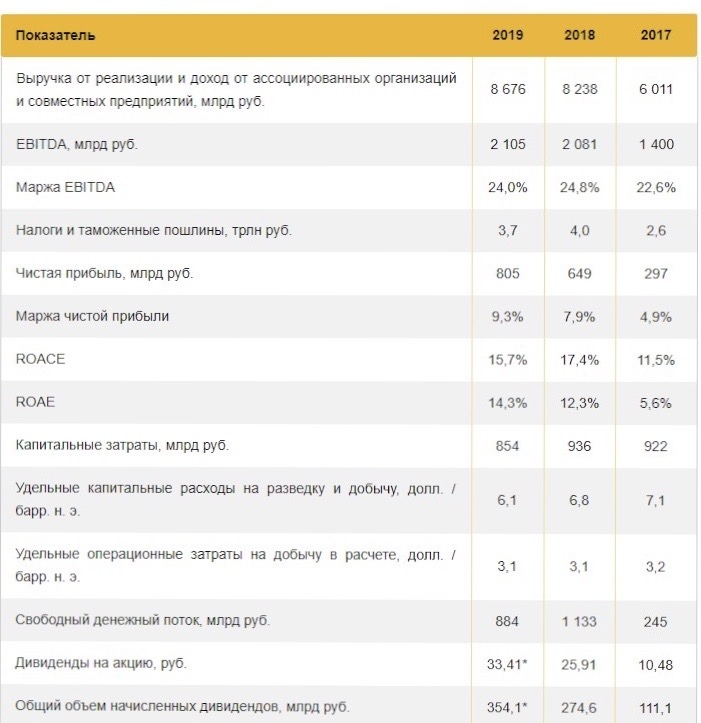 Показатель 2019 2018 2017
Выручка от реализации и доход от ассоциированных организаций
и совместных предприятий, млрд руб. 8 676 8 238 6 011
EBITDA, млрд руб. 2 105 2 081 1 400
Маржа EBITDA 24,0% 24,8% 22,6%
Налоги и таможенные пошлины, трлн руб. 3,7 4,0 2,6
Чистая прибыль, млрд руб. 805 649 297
Маржа чистой прибыли 9,3% 7,9% 4,9%
ROACE 15,7% 17,4% 11,5%
ROAE 14,3% 12,3% 5,6%
Капитальные затраты, млрд руб. 854 936 922
Удельные капитальные расходы на разведку и добычу, долл. /
барр. н. э. 6,1 6,8 7,1
Удельные операционные затраты на добычу в расчете, долл. /
барр. н. э. 3,1 3,1 3,2
Свободный денежный поток, млрд руб. 884 1 133 245
Дивиденды на акцию, руб. 33,41* 25,91 10,48
Общий объем начисленных дивидендов, млрд руб. 354,1* 274,6 111,1